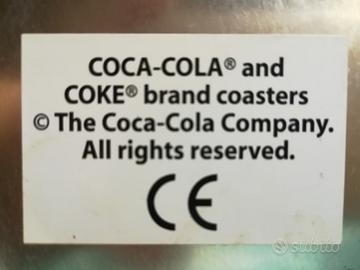 COCA-COLA® and
COKE® brand coasters
© The Coca-Cola Company.
All rights reserved.
CE
subito